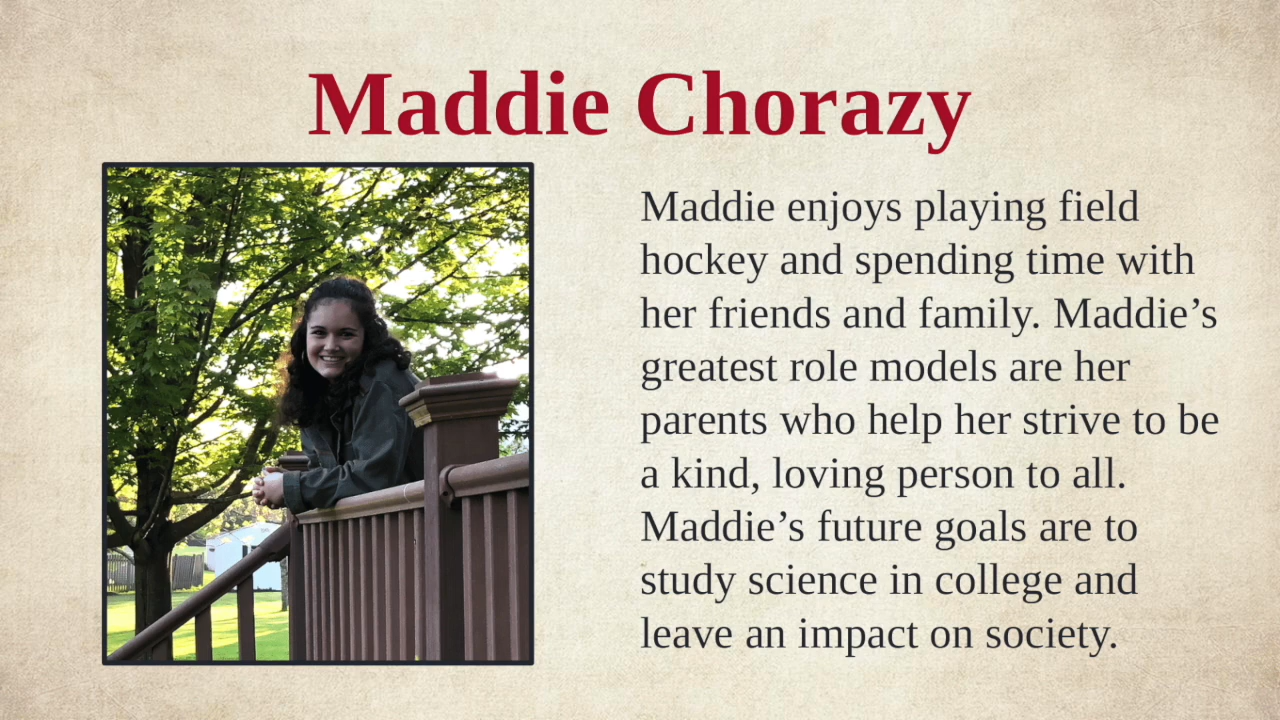 Maddie Chorazy
Maddie enjoys playing field
hockey and spending time with
her friends and family. Maddie’s
greatest role models are her
parents who help her strive to be
a kind, loving person to all.
Maddie’s future goals are to
study science in college and
leave an impact on society.